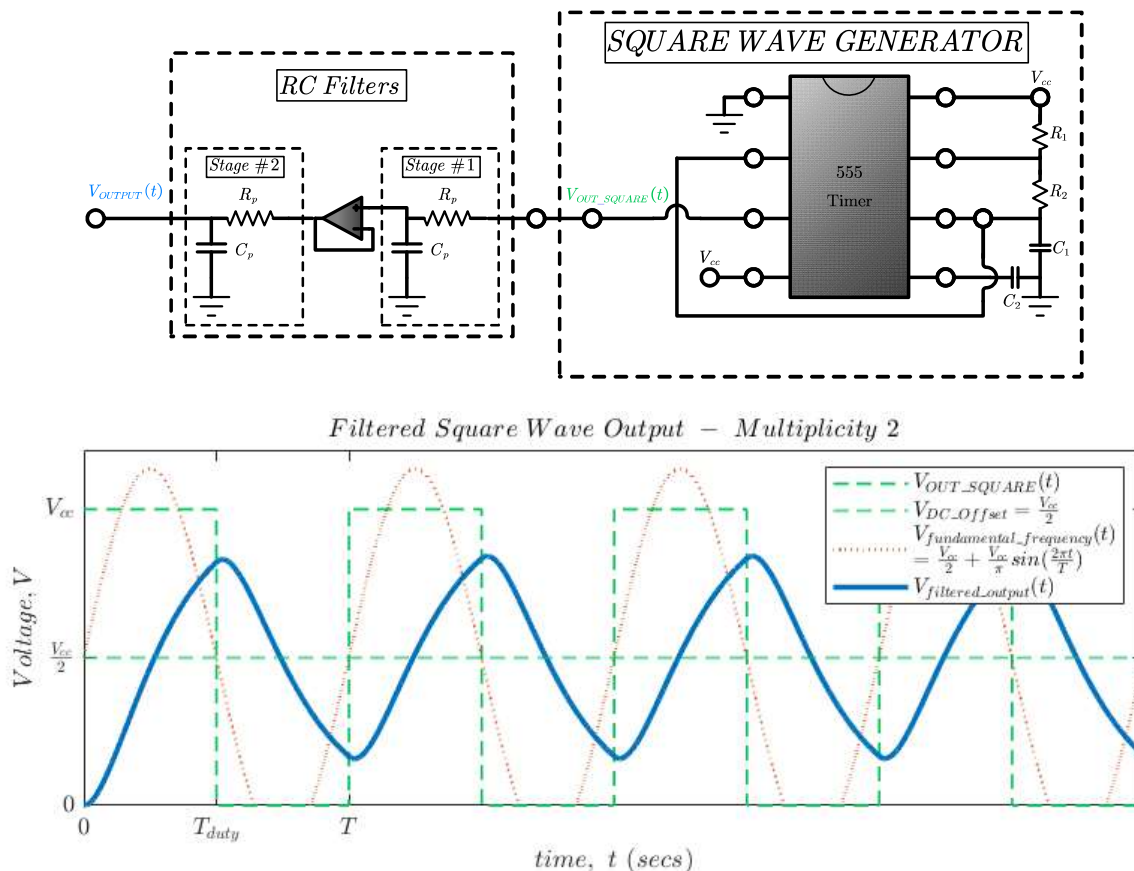 SQUARE WAVE GENERATOR
RC Filters
V_cc
Stage #2
Stage #1
R_1
555
Timer
V_OUTPUT(t)
R_p
R_p
V_OUT_SQUARE(t)
R_2
C_p
C_p
V_cc
C_1
C_2
Filtered Square Wave Output − Multiplicity 2
V_OUT_SQUARE(t)
V_DC_Offset = V_cc/2
V_fundamental_frequency(t)
= V_cc/2 + V_cc/π sin(2πt/T)
V_filtered_output(t)
Voltage, V
V_cc
V_cc/2
0
0
T_duty
T
time, t (secs)